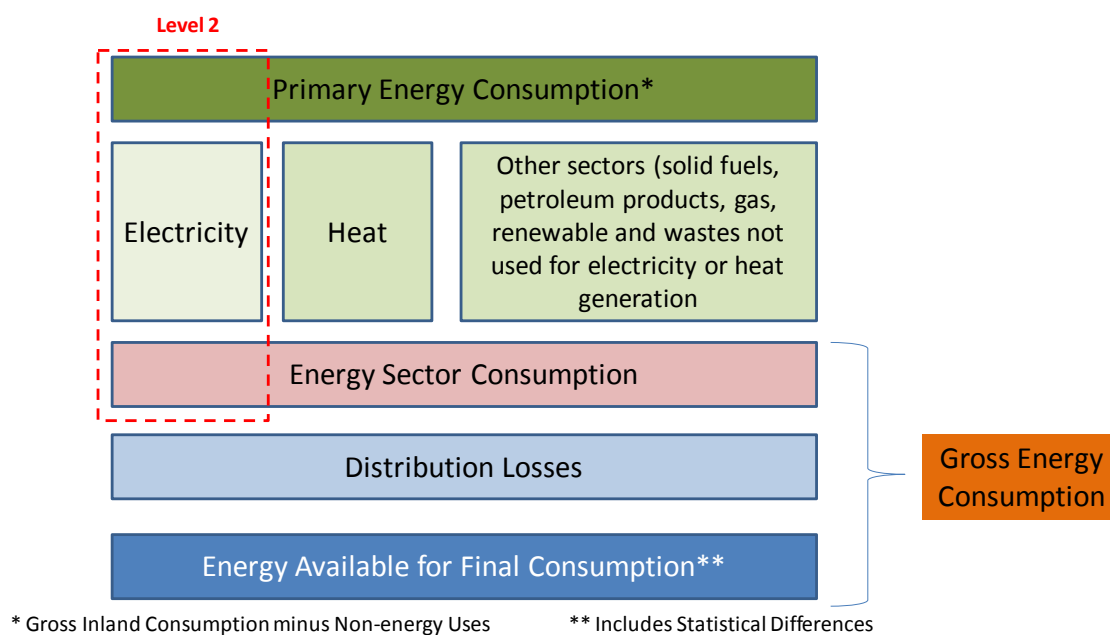 Level 2
Primary Energy Consumption*
Electricity
Heat
Other sectors (solid fuels,
petroleum products, gas,
renewable and wastes not
used for electricity or heat
generation
Energy Sector Consumption
Distribution Losses
Gross Energy
Consumption
Energy Available for Final Consumption**
* Gross Inland Consumption minus Non-energy Uses
** Includes Statistical Differences